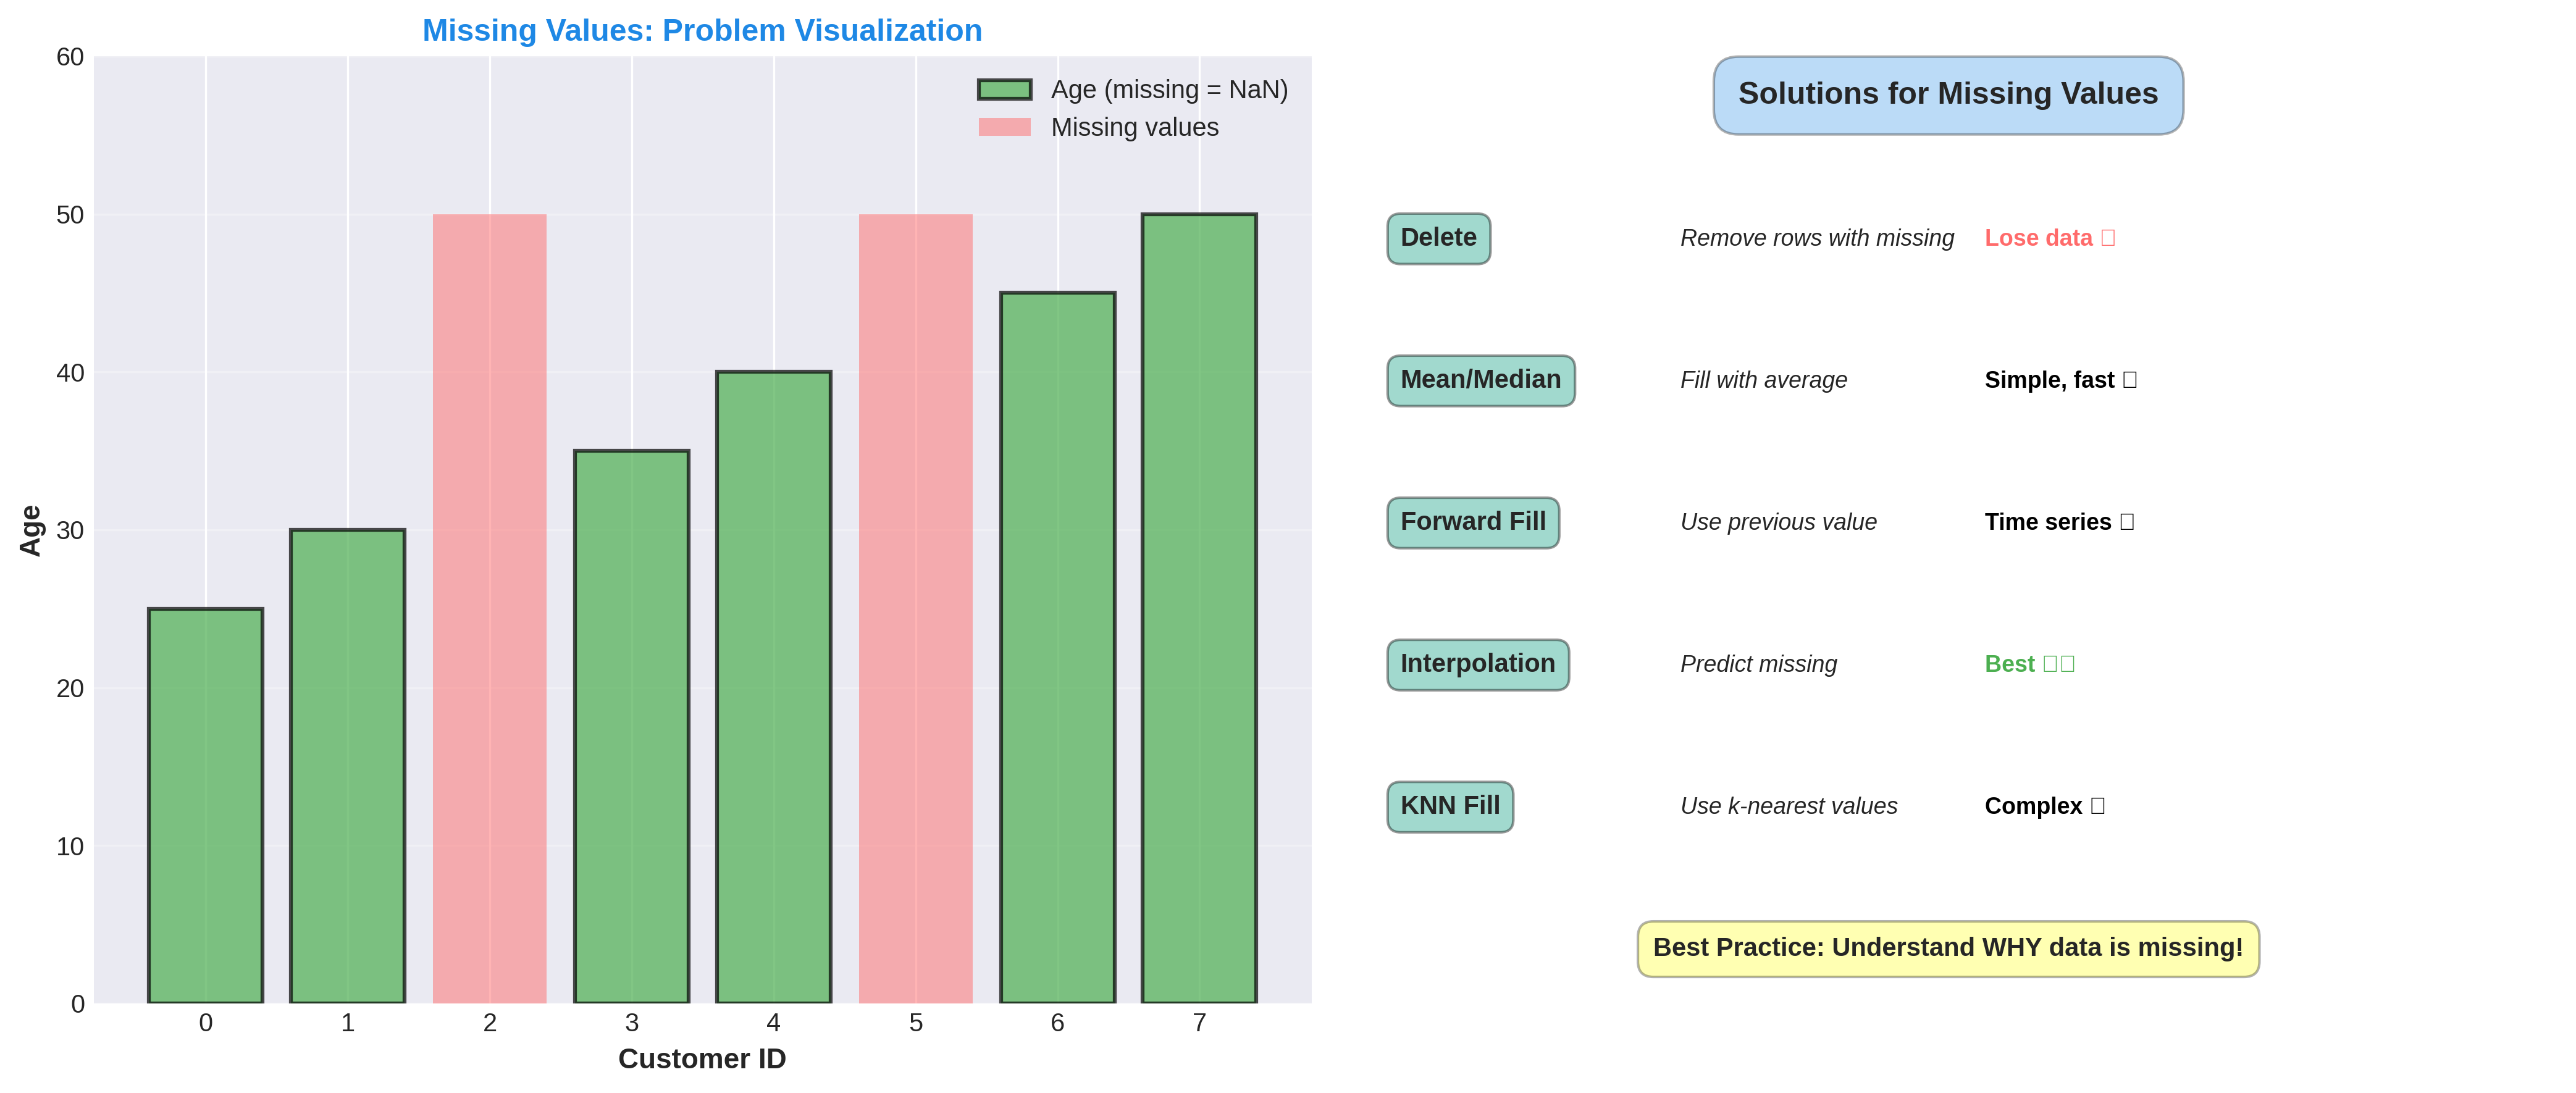 Missing Values: Problem Visualization
60
50
40
30
20
10
0
Age
Age (missing = NaN)
Missing values
0 1 2 3 4 5 6 7
Customer ID
Solutions for Missing Values
Delete Remove rows with missing Lose data
Mean/Median Fill with average Simple, fast
Forward Fill Use previous value Time series
Interpolation Predict missing Best
KNN Fill Use k-nearest values Complex
Best Practice: Understand WHY data is missing!